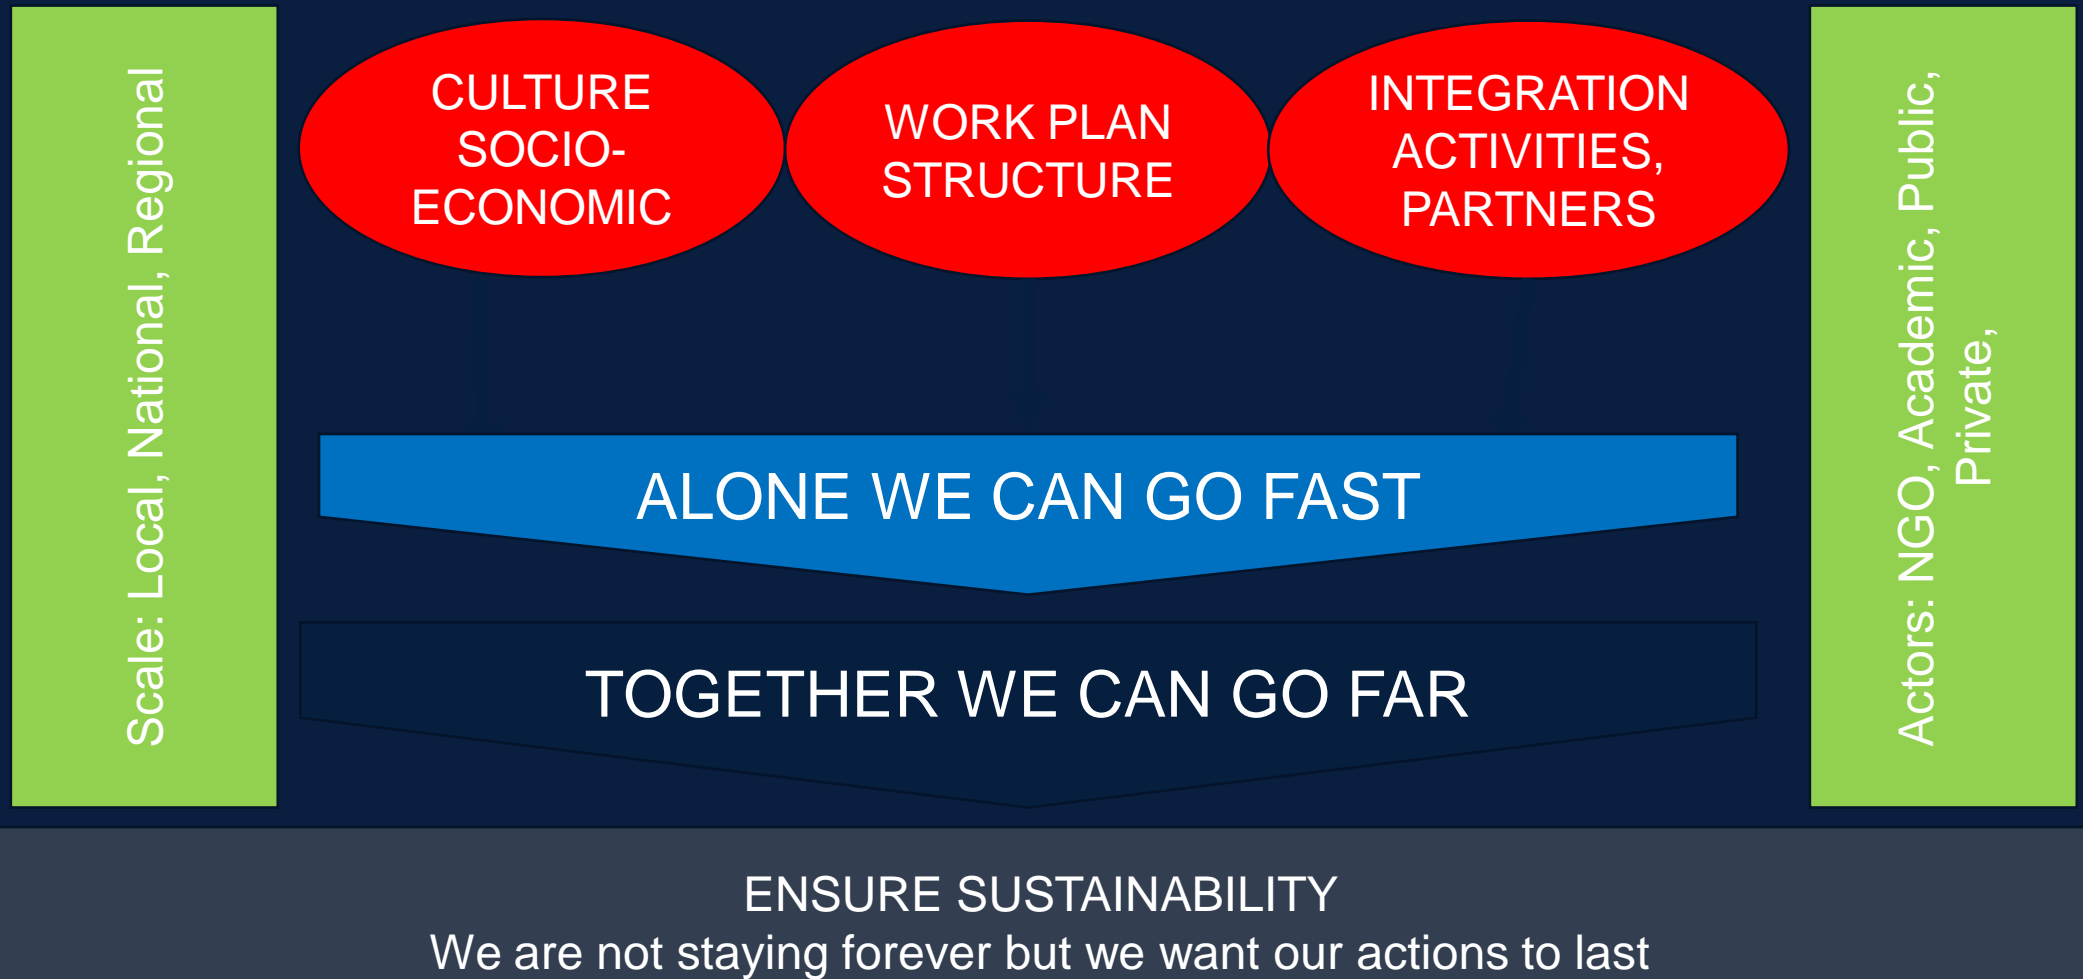 Scale: Local, National, Regional
CULTURE
SOCIO-
ECONOMIC
WORK PLAN
STRUCTURE
INTEGRATION
ACTIVITIES,
PARTNERS
ALONE WE CAN GO FAST
TOGETHER WE CAN GO FAR
Actors: NGO, Academic, Public,
Private,
ENSURE SUSTAINABILITY
We are not staying forever but we want our actions to last